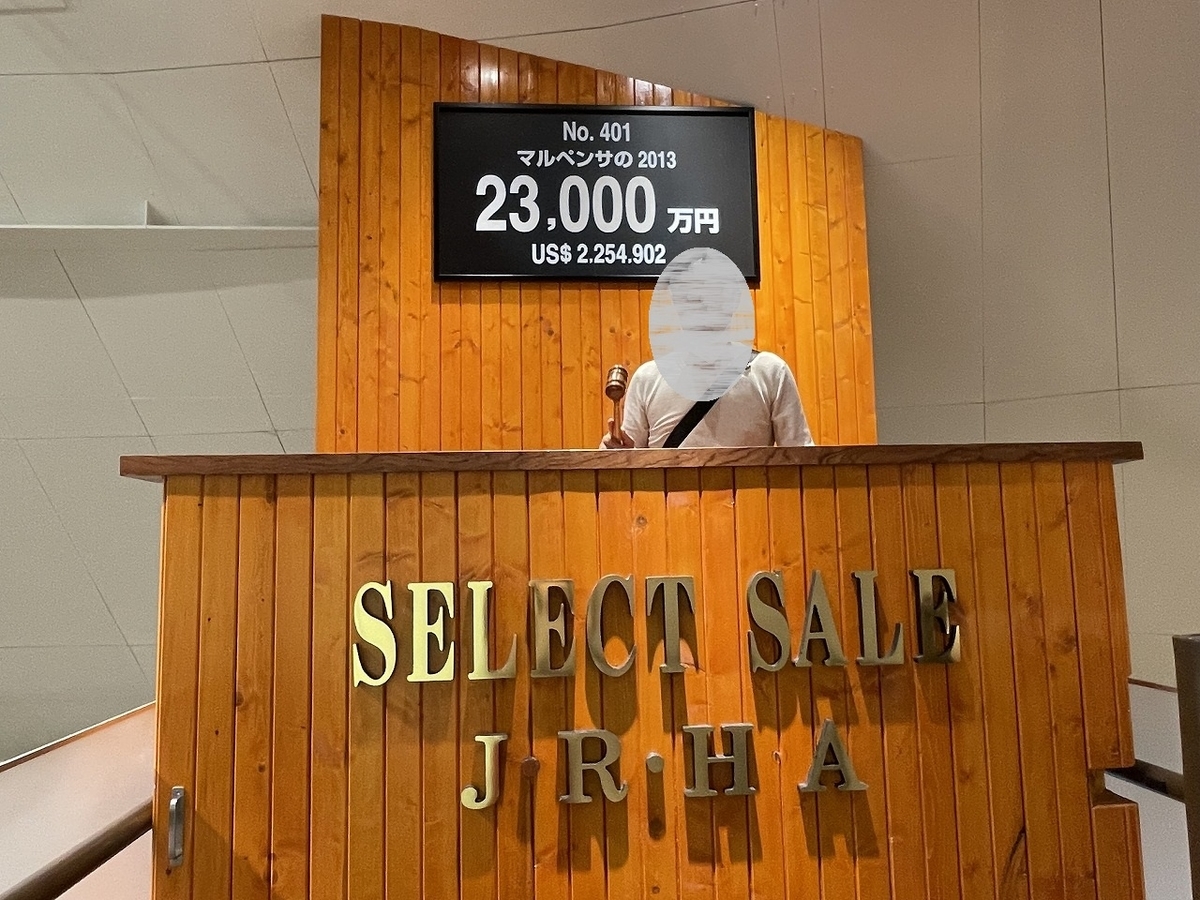 No. 401
マルペンサの 2013
23,000 万円
US$ 2.254.902
SELECT SALE
J R・H A